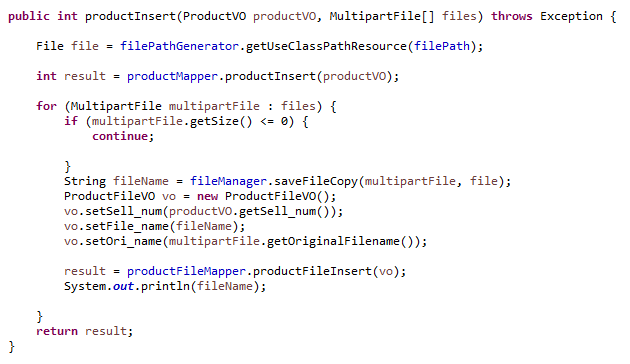 public int productInsert(ProductVO productVO, MultipartFile[] files) throws Exception {
File file = filePathGenerator.getUseClassPathResource(filePath);
int result = productMapper.productInsert(productVO);
for (MultipartFile multipartFile : files) {
if (multipartFile.getSize() <= 0) {
continue;
}
String fileName = fileManager.saveFileCopy(multipartFile, file);
ProductFileVO vo = new ProductFileVO();
vo.setSell_num(productVO.getSell_num());
vo.setFile_name(fileName);
vo.setOri_name(multipartFile.getOriginalFilename());
result = productFileMapper.productFileInsert(vo);
System.out.println(fileName);
}
return result;
}